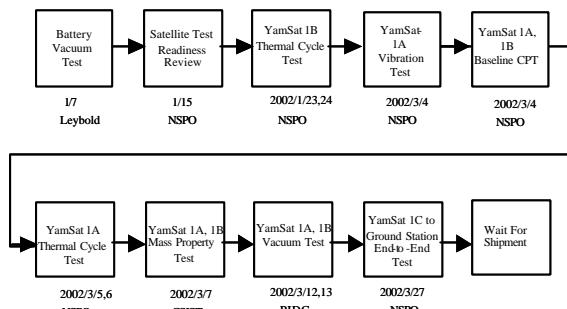 Battery
Vacuum
Test
1/7
Leybold
Satellite Test
Readiness
Review
1/15
NSPO
YamSat 1B
Thermal Cycle
Test
2002/1/23,24
NSPO
YamSat-
1A
Vibration
Test
2002/3/4
NSPO
YamSat 1A,
1B
Baseline CPT
2002/3/4
NSPO
YamSat 1A
Thermal Cycle
Test
2002/3/5,6
YamSat 1A, 1B
Mass Property
Test
2002/3/7
YamSat 1A, 1B
Vacuum Test
2002/3/12,13
YamSat 1C to
Ground Station
End-to -End
Test
2002/3/27
NSPO
Wait For
Shipment